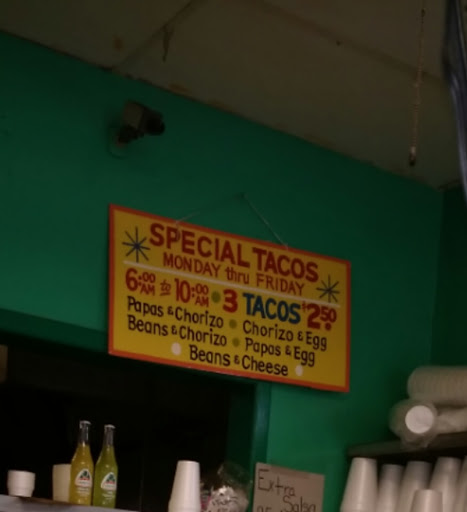 SPECIAL TACOS
MONDAY thru FRIDAY
6:00 AM to 10:00 AM • 3 TACOS $2.50
Papas & Chorizo • Chorizo & Egg
Beans & Chorizo • Papas & Egg
Beans & Cheese
Extra
Salsa